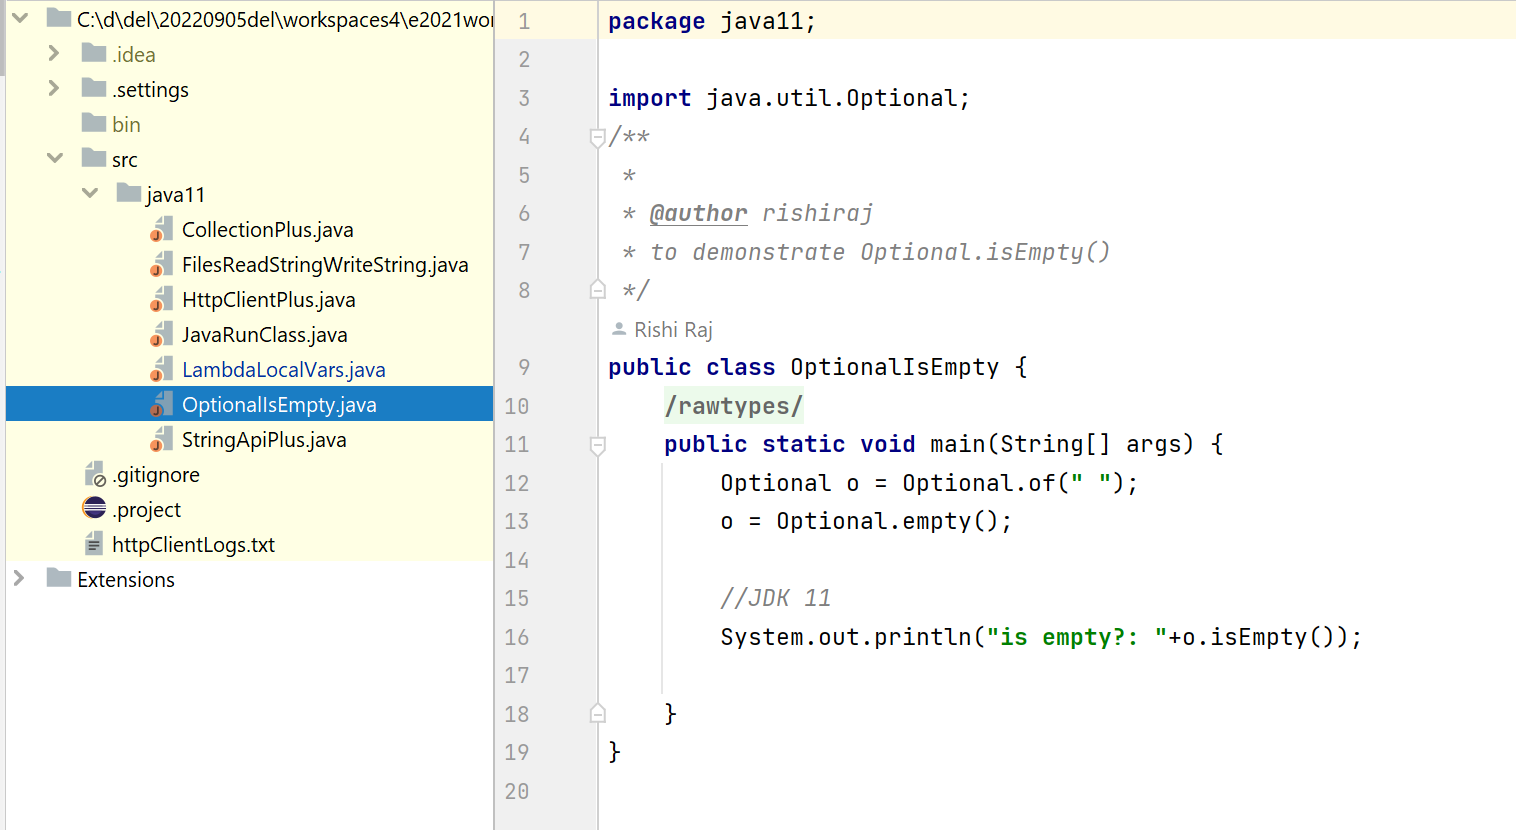 C:\d\del\20220905del\workspaces4\e2021wor
.idea
.settings
bin
src
java11
CollectionPlus.java
FilesReadStringWriteString.java
HttpClientPlus.java
JavaRunClass.java
LambdaLocalVars.java
OptionalIsEmpty.java
StringApiPlus.java
.gitignore
.project
httpClientLogs.txt
Extensions
1 package java11;
2
3 import java.util.Optional;
4 /**
5 *
6 * @author rishiraj
7 * to demonstrate Optional.isEmpty()
8 */
Rishi Raj
9 public class OptionalIsEmpty {
10 /rawtypes/
11 public static void main(String[] args) {
12 Optional o = Optional.of(" ");
13 o = Optional.empty();
14
15 //JDK 11
16 System.out.println("is empty?: "+o.isEmpty());
17
18 }
19 }
20